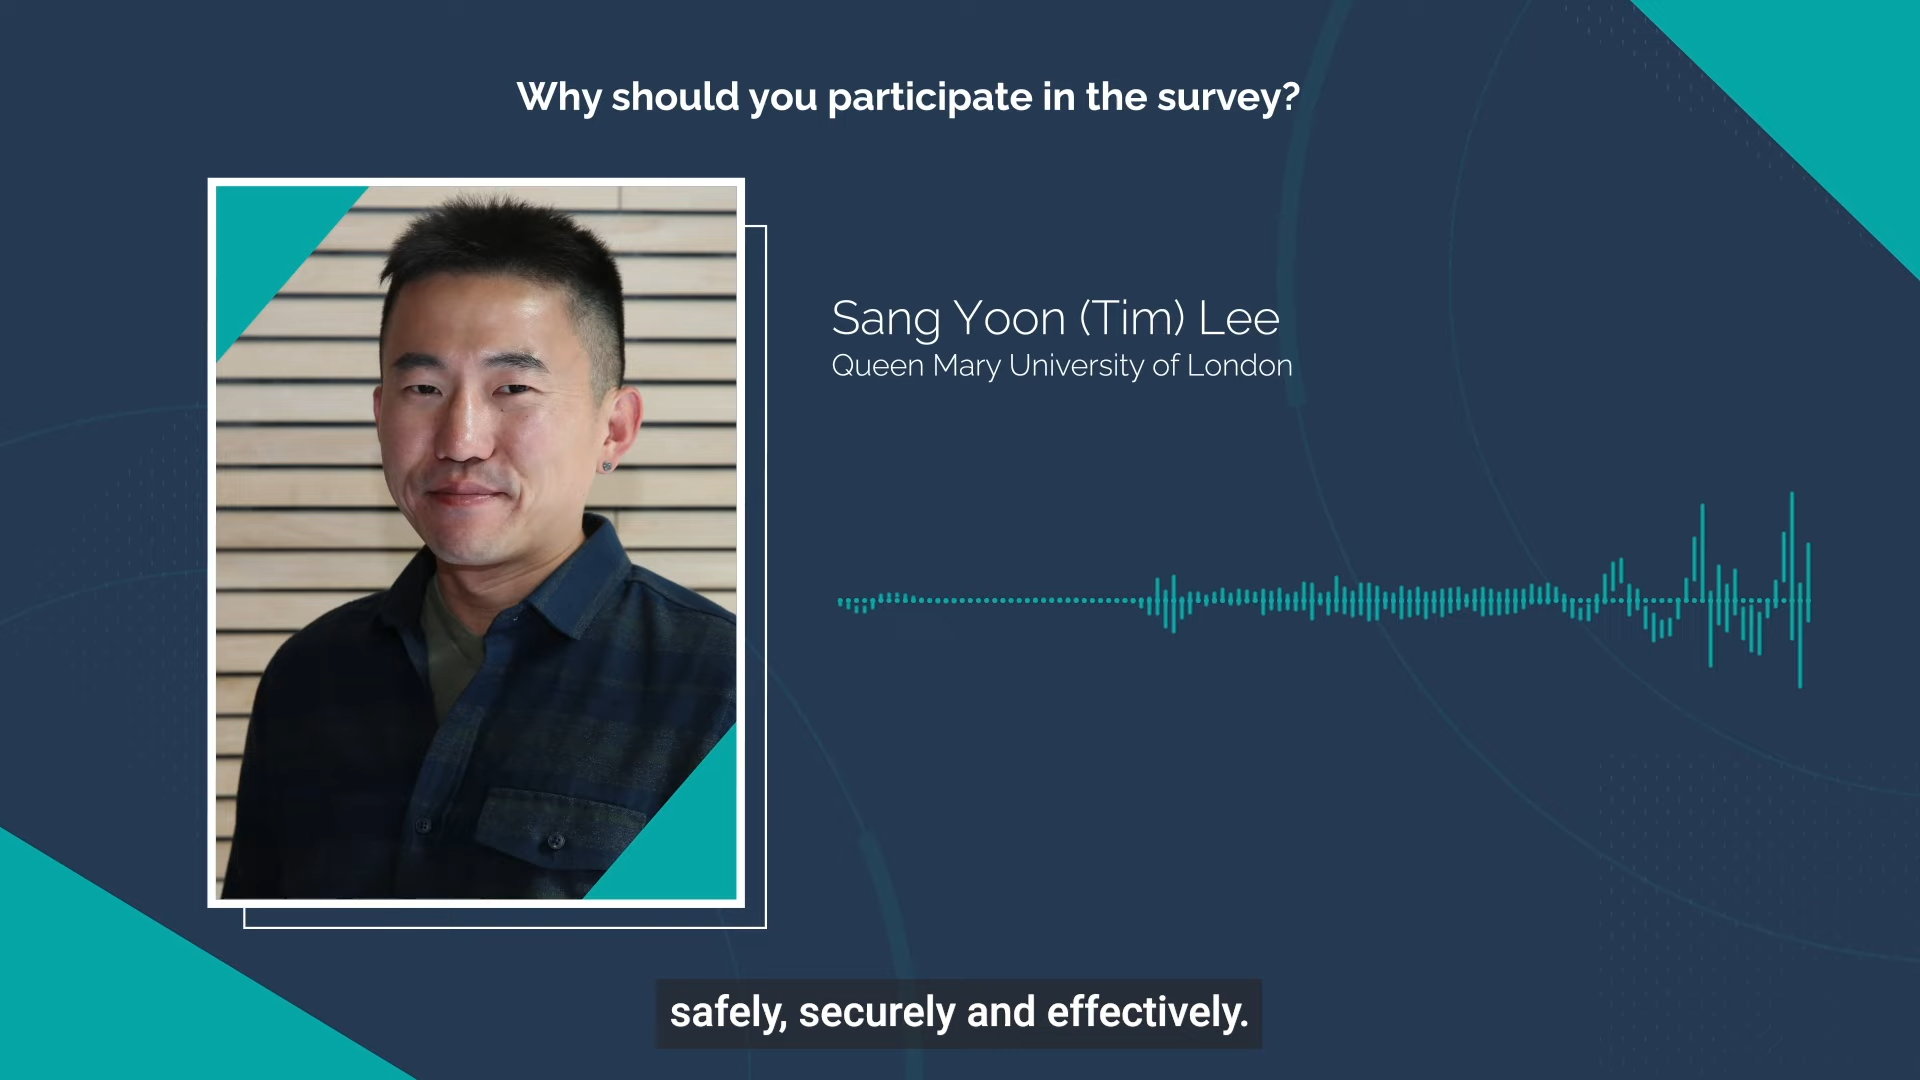 Why should you participate in the survey?
Sang Yoon (Tim) Lee
Queen Mary University of London
safely, securely and effectively.